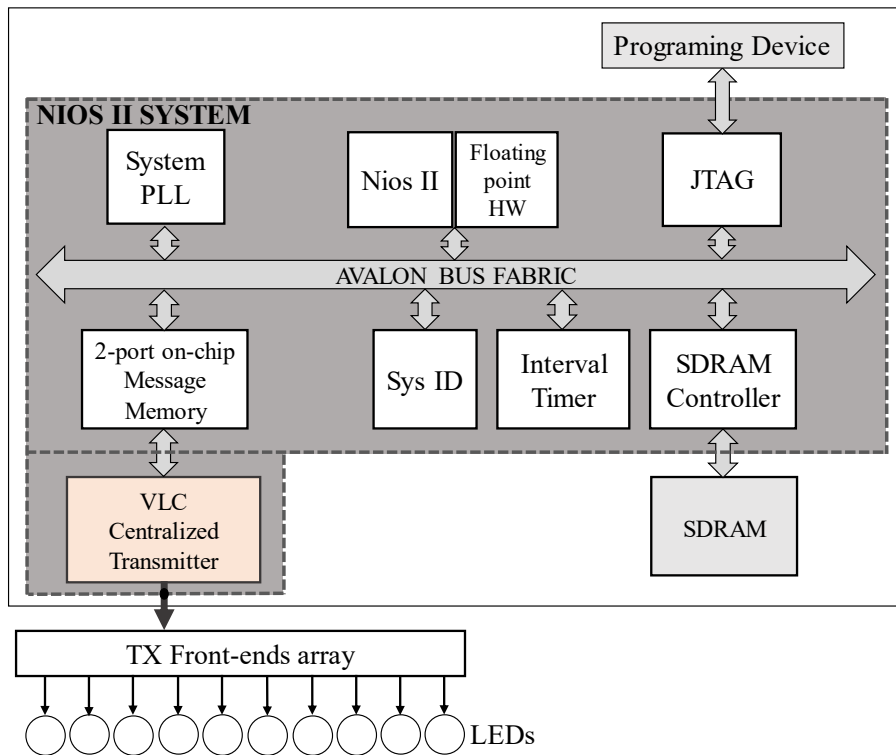 Programing Device
NIOS II SYSTEM
System
PLL
Nios II
Floating
point
HW
JTAG
AVALON BUS FABRIC
2-port on-chip
Message
Memory
Sys ID
Interval
Timer
SDRAM
Controller
VLC
Centralized
Transmitter
SDRAM
TX Front-ends array
LEDs